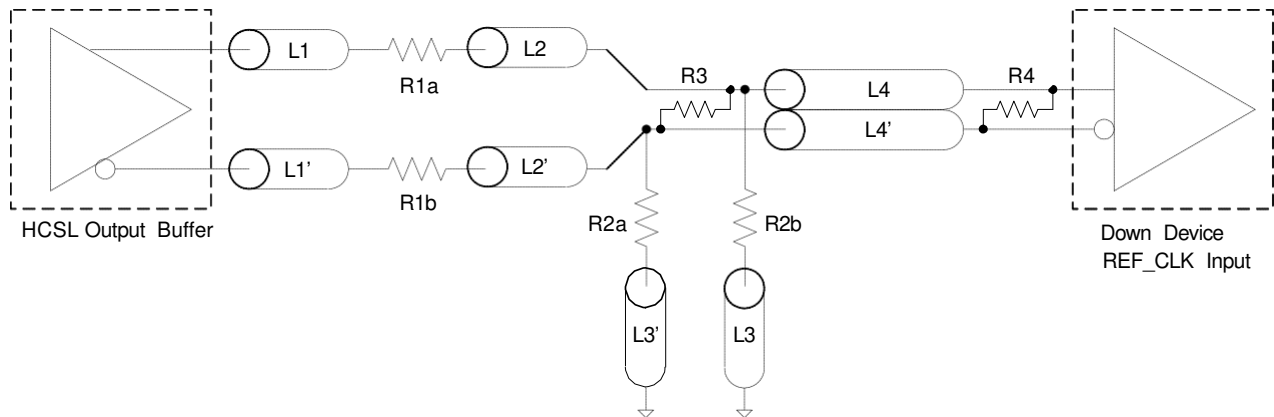 L1
R1a
L2
R3
L4
R4
L4'
L1'
R1b
L2'
HCSL Output Buffer
R2a
R2b
Down Device
REF_CLK Input
L3'
L3